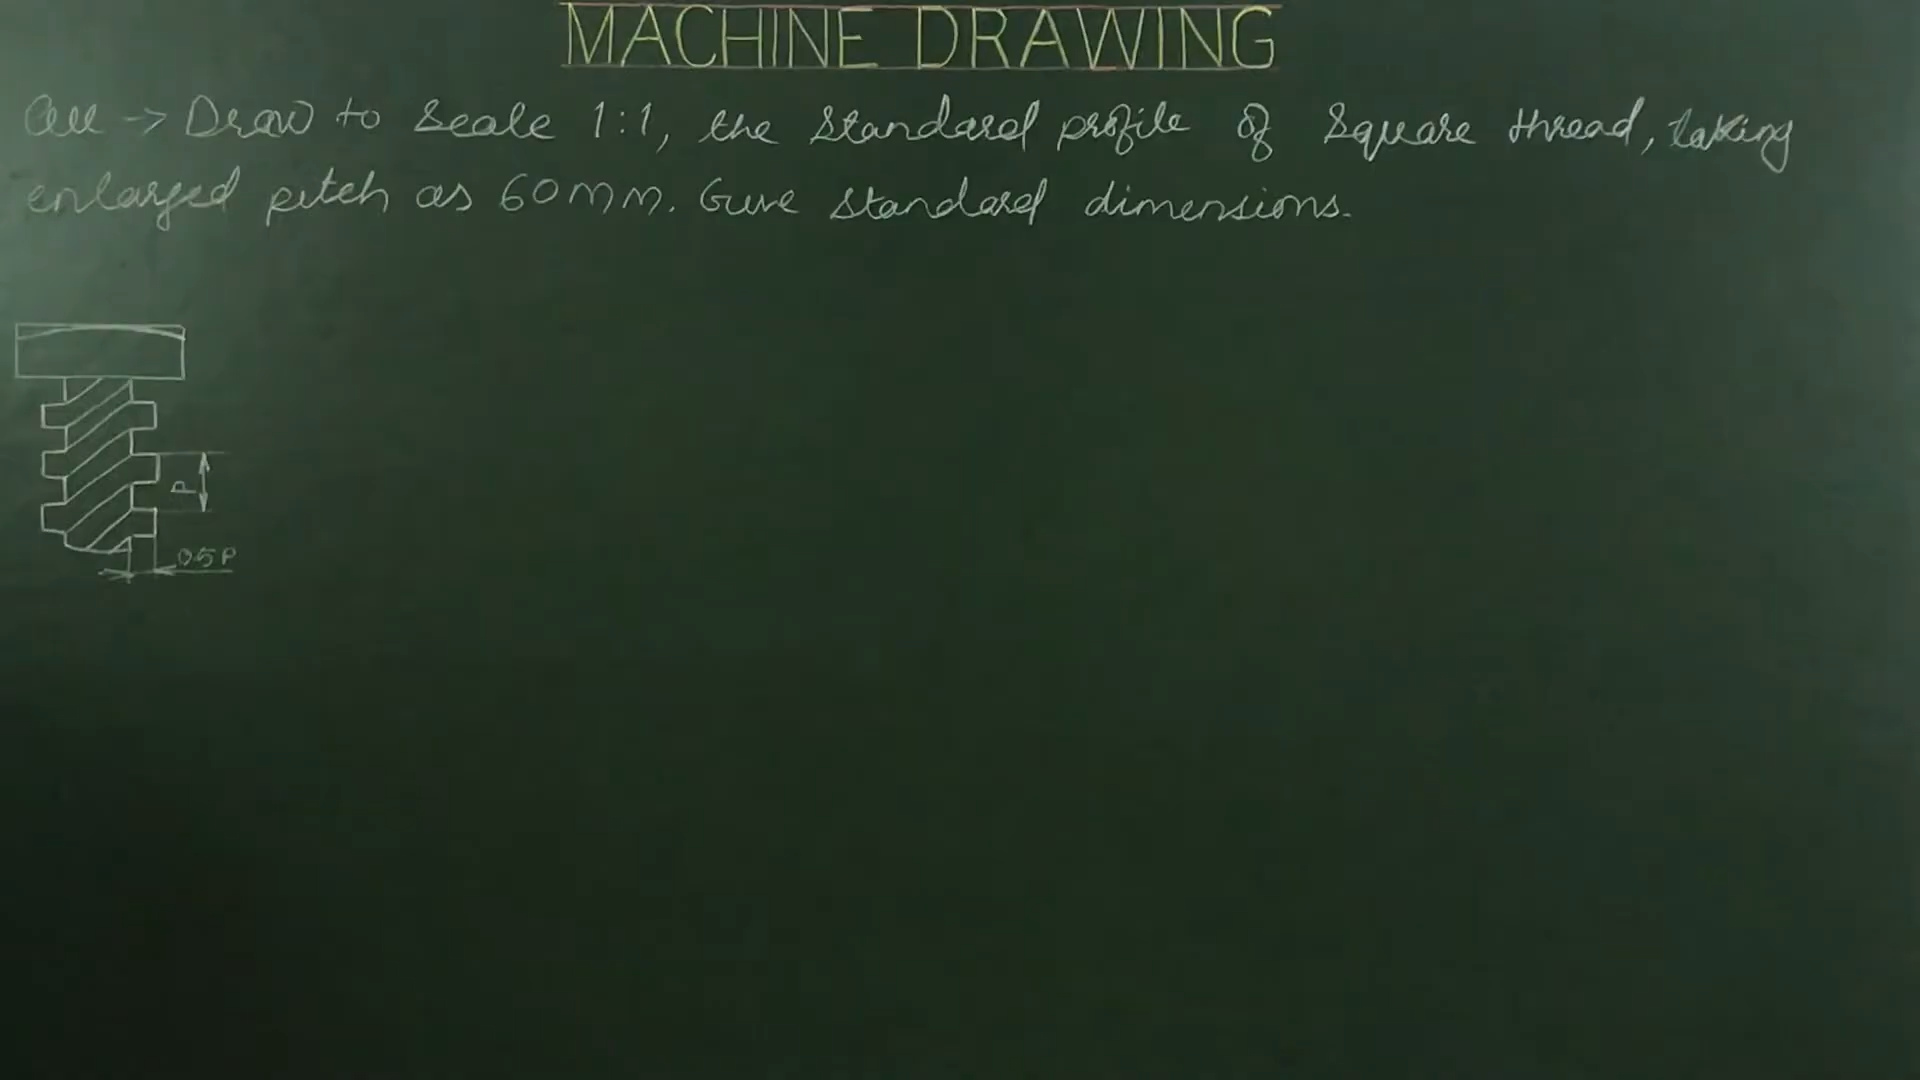 MACHINE DRAWING
Que → Draw to Scale 1:1, the standard profile of square thread, taking
enlarged pitch as 60mm. Give standard dimensions.
P
0.5P